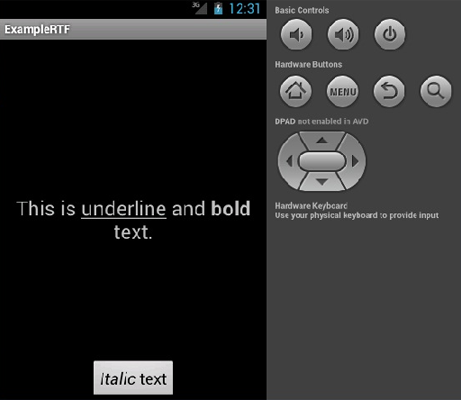 3G 12:31
ExampleRTF
This is underline and bold
text.
Italic text
Basic Controls
Hardware Buttons
MENU
DPAD not enabled in AVD
Hardware Keyboard
Use your physical keyboard to provide input